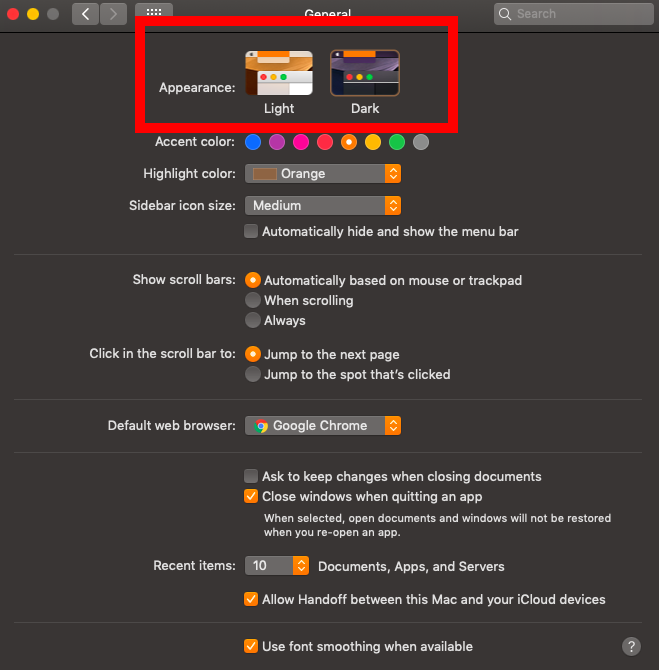 General
Search
Appearance:
Light Dark
Accent color:
Highlight color: Orange
Sidebar icon size: Medium
Automatically hide and show the menu bar
Show scroll bars: Automatically based on mouse or trackpad
When scrolling
Always
Click in the scroll bar to: Jump to the next page
Jump to the spot that's clicked
Default web browser: Google Chrome
Ask to keep changes when closing documents
Close windows when quitting an app
When selected, open documents and windows will not be restored
when you re-open an app.
Recent items: 10 Documents, Apps, and Servers
Allow Handoff between this Mac and your iCloud devices
Use font smoothing when available ?